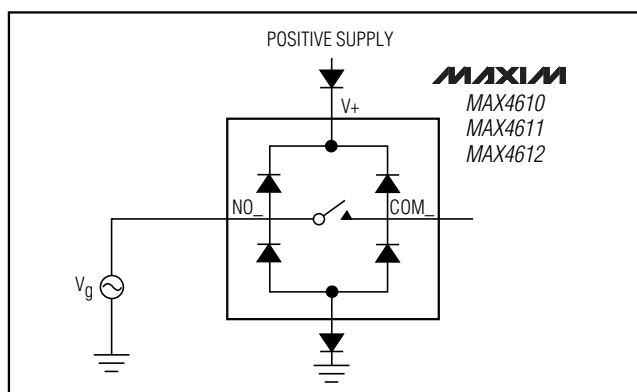 POSITIVE SUPPLY
MAXIM
MAX4610
MAX4611
MAX4612
V+
NO_
COM_
Vg